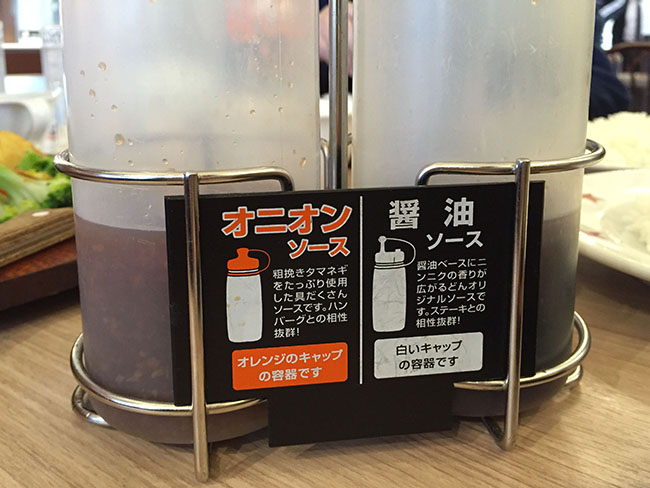 オニオン
ソース
粗挽きタマネギ
をたっぷり使用
した具だくさん
ソースです。ハン
バーグとの相性
抜群!
オレンジのキャップ
の容器です
醤油
ソース
醤油ベースにニ
ンニクの香りが
広がるどんオリ
ジナルソースで
す。ステーキとの
相性抜群!
白いキャップ
の容器です